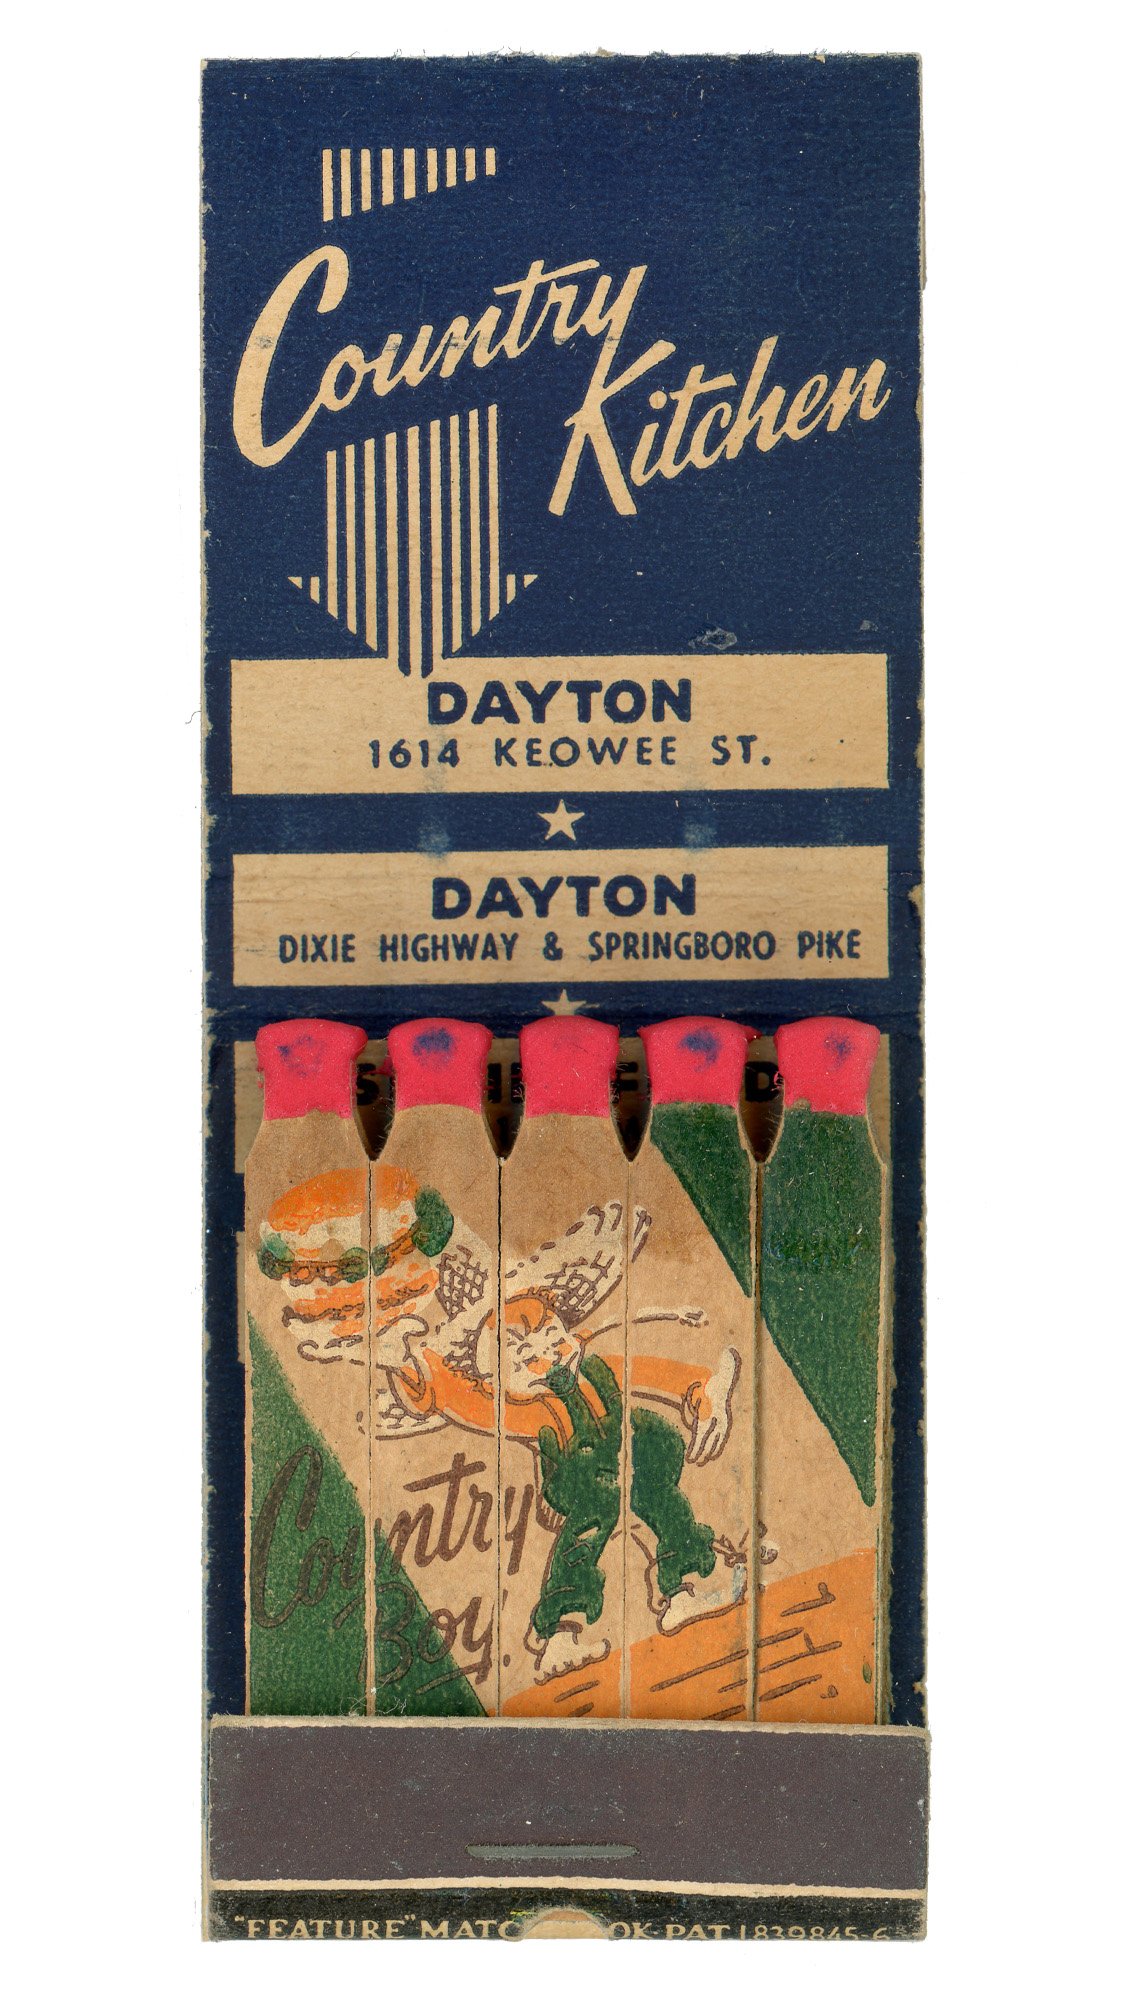 Country
Kitchen
DAYTON
1614 KEOWEE ST.
DAYTON
DIXIE HIGHWAY & SPRINGBORO PIKE
Country
Boy!
"FEATURE" MATC OK-PAT 1839845-6